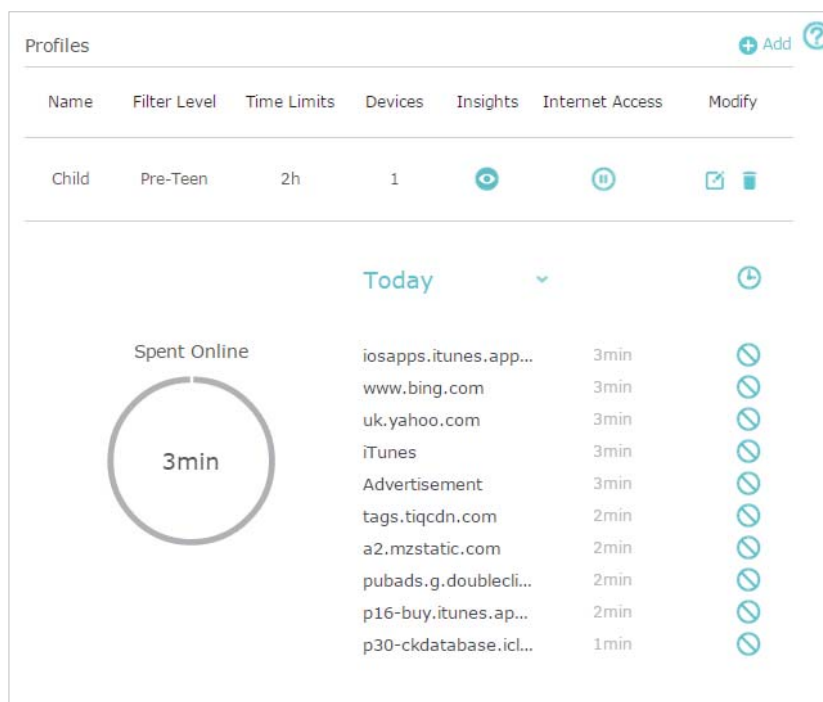 Profiles Add
Name Filter Level Time Limits Devices Insights Internet Access Modify
Child Pre-Teen 2h 1
Today
Spent Online
3min
iosapps.itunes.app... 3min
www.bing.com 3min
uk.yahoo.com 3min
iTunes 3min
Advertisement 3min
tags.tiqcdn.com 2min
a2.mzstatic.com 2min
pubads.g.doublecli... 2min
p16-buy.itunes.ap... 2min
p30-ckdatabase.icl... 1min